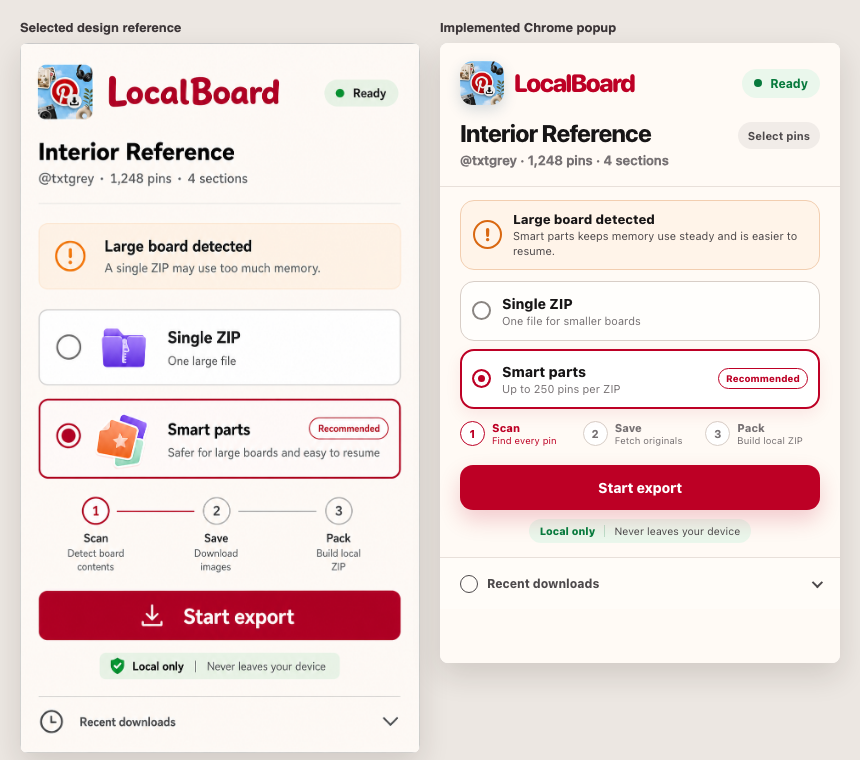 Selected design reference
LocalBoard
Ready
Interior Reference
@txtgrey · 1,248 pins · 4 sections
Large board detected
A single ZIP may use too much memory.
Single ZIP
One large file
Smart parts
Recommended
Safer for large boards and easy to resume
1
2
3
Scan
Save
Pack
Detect board
Download
Build local
contents
images
ZIP
Start export
Local only | Never leaves your device
Recent downloads
Implemented Chrome popup
LocalBoard
Ready
Interior Reference
Select pins
@txtgrey · 1,248 pins · 4 sections
Large board detected
Smart parts keeps memory use steady and is easier to
resume.
Single ZIP
One file for smaller boards
Smart parts
Up to 250 pins per ZIP
Recommended
1 Scan
Find every pin
2 Save
Fetch originals
3 Pack
Build local ZIP
Start export
Local only | Never leaves your device
Recent downloads